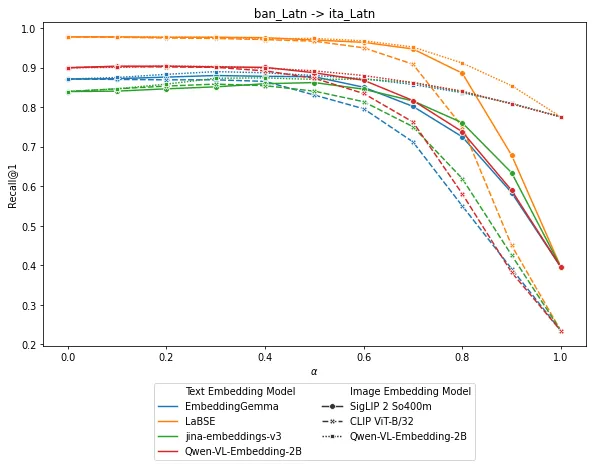 ban_Latn -> ita_Latn
1.0
0.9
0.8
0.7
0.6
0.5
0.4
0.3
0.2
Recall@1
0.0 0.2 0.4 0.6 0.8 1.0
α
Text Embedding Model Image Embedding Model
EmbeddingGemma SigLIP 2 So400m
LaBSE CLIP ViT-B/32
jina-embeddings-v3 Qwen-VL-Embedding-2B
Qwen-VL-Embedding-2B